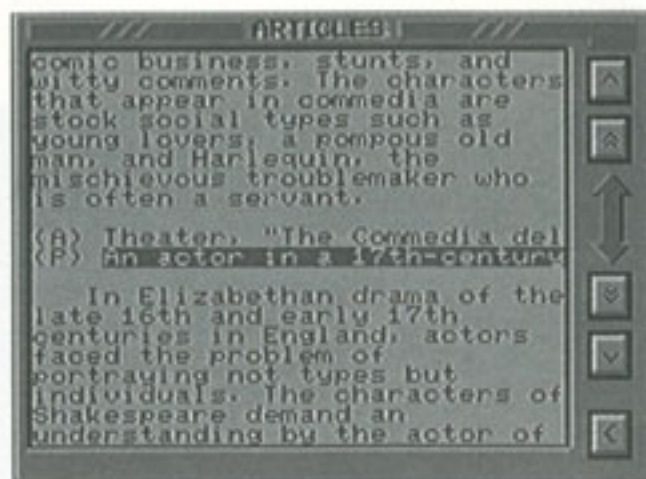 ARTICLES
comic business, stunts, and
witty comments. The characters
that appear in commedia are
stock social types such as
young lovers, a pompous old
man, and Harlequin, the
mischievous troublemaker who
is often a servant.
(A) Theater, "The Commedia del
(P) An actor in a 17th-century
In Elizabethan drama of the
late 16th and early 17th
centuries in England, actors
faced the problem of
portraying not types but
individuals. The characters of
Shakespeare demand an
understanding by the actor of